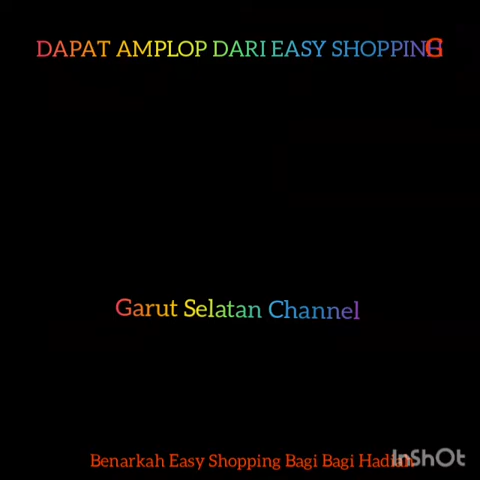 DAPAT AMPLOP DARI EASY SHOPPING
Garut Selatan Channel
Benarkah Easy Shopping Bagi Bagi Hadiah
InShOt